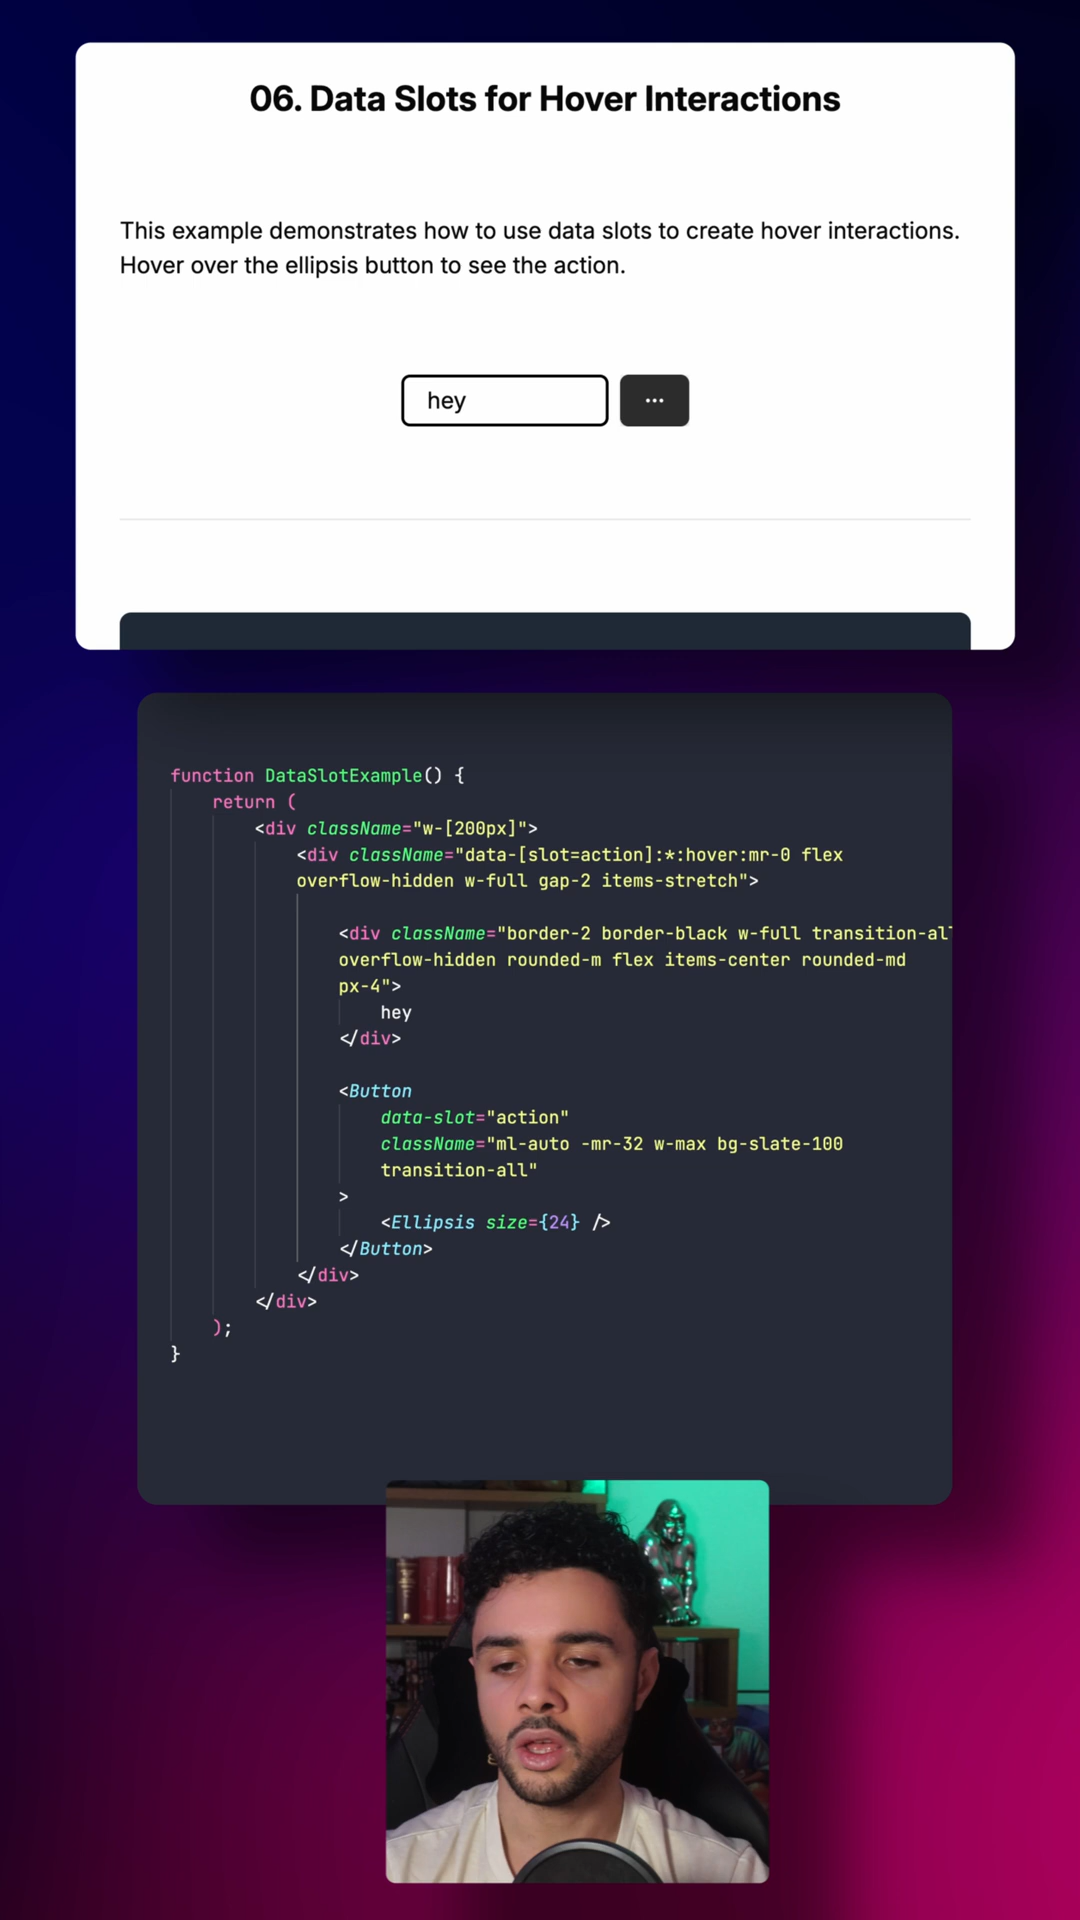 06. Data Slots for Hover Interactions
This example demonstrates how to use data slots to create hover interactions.
Hover over the ellipsis button to see the action.
hey
...
function DataSlotExample() {
return (
<div className="w-[200px]">
<div className="data-[slot=action]:*:hover:mr-0 flex
overflow-hidden w-full gap-2 items-stretch">
<div className="border-2 border-black w-full transition-all
overflow-hidden rounded-m flex items-center rounded-md
px-4">
hey
</div>
<Button
data-slot="action"
className="ml-auto -mr-32 w-max bg-slate-100
transition-all"
>
<Ellipsis size={24} />
</Button>
</div>
</div>
);
}